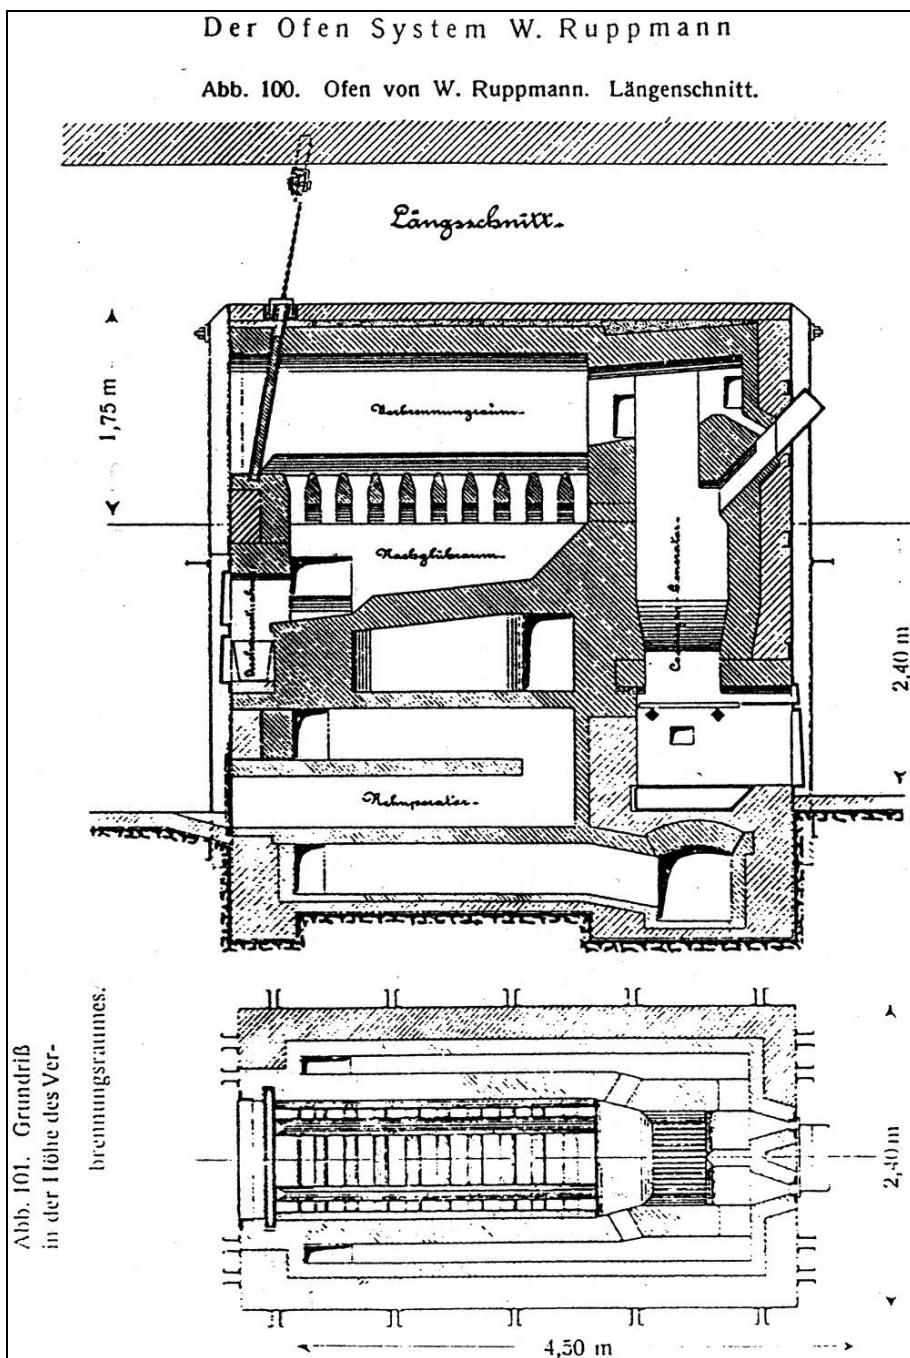 Der Ofen System W. Ruppmann
Abb. 100. Ofen von W. Ruppmann. Längenschnitt.
Längsschnitt.
1,75 m
Verbrennungsraum.
Nachglühraum.
2,40 m
Rekuperator.
Abb. 101. Grundriß
in der Höhe des Ver-
brennungsraumes.
2,40 m
4,50 m